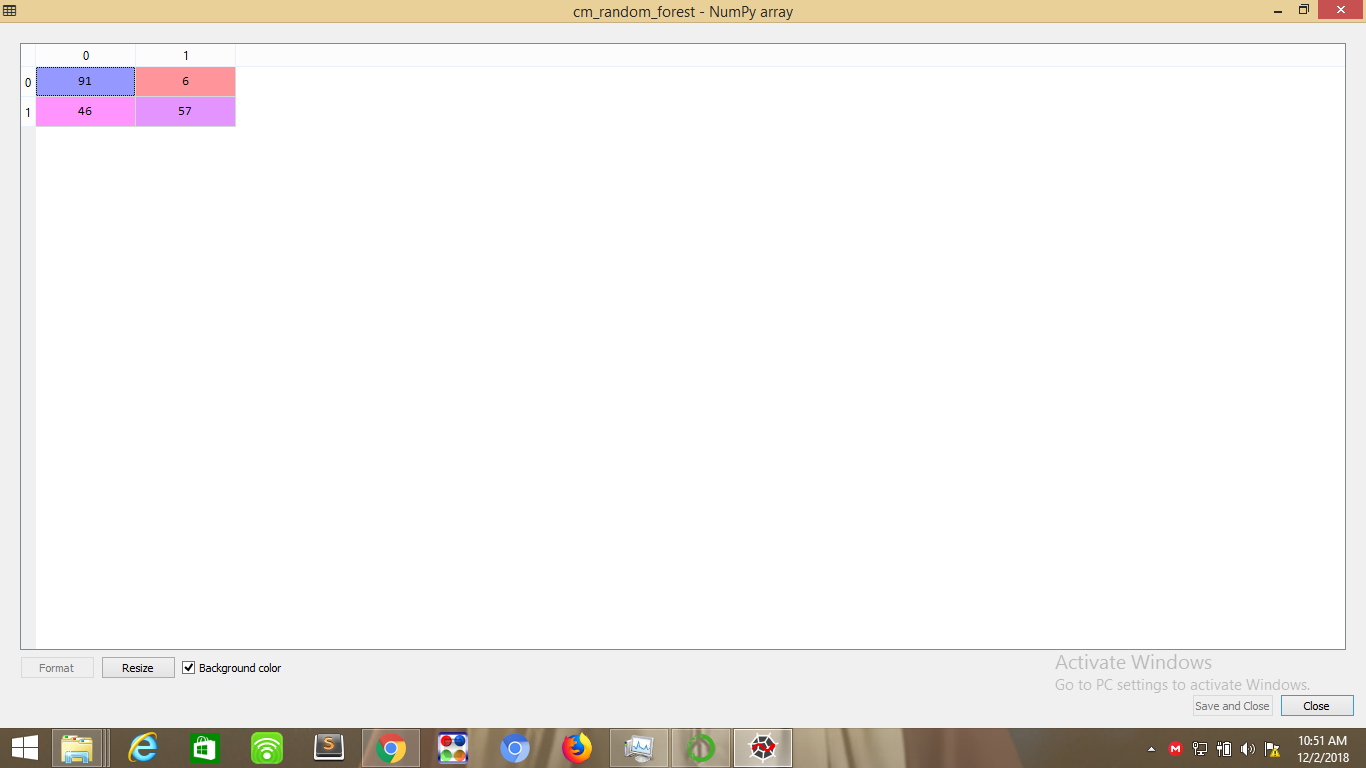 cm_random_forest - NumPy array
0 1
0 91 6
1 46 57
Format Resize Background color
Activate Windows
Go to PC settings to activate Windows.
Save and Close Close
S M
10:51 AM
12/2/2018